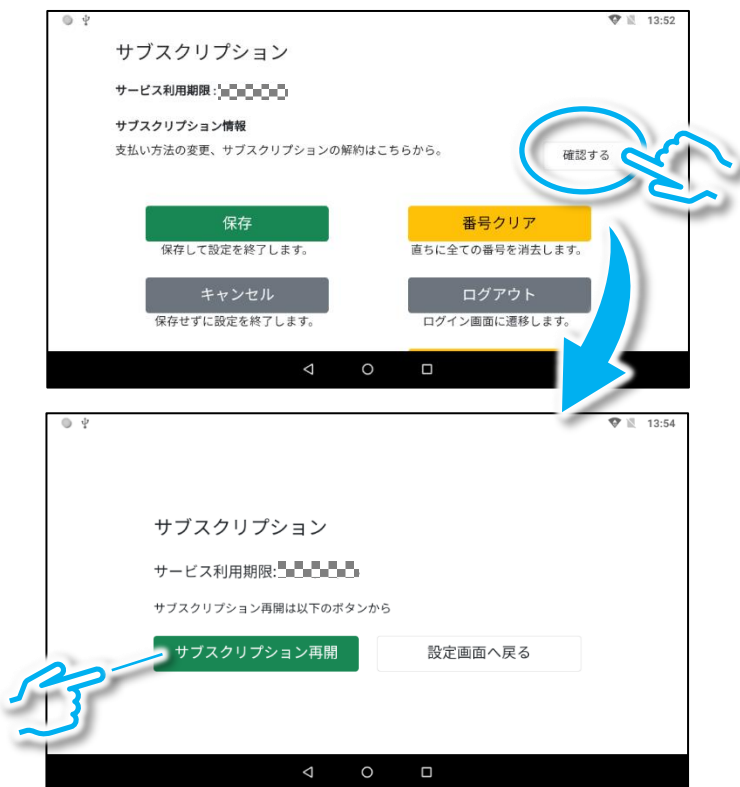 13:52
サブスクリプション
サービス利用期限:
サブスクリプション情報
支払い方法の変更、サブスクリプションの解約はこちらから。
確認する
保存
番号クリア
保存して設定を終了します。
直ちに全ての番号を消去します。
キャンセル
ログアウト
保存せずに設定を終了します。
ログイン画面に遷移します。
13:54
サブスクリプション
サービス利用期限:
サブスクリプション再開は以下のボタンから
サブスクリプション再開
設定画面へ戻る